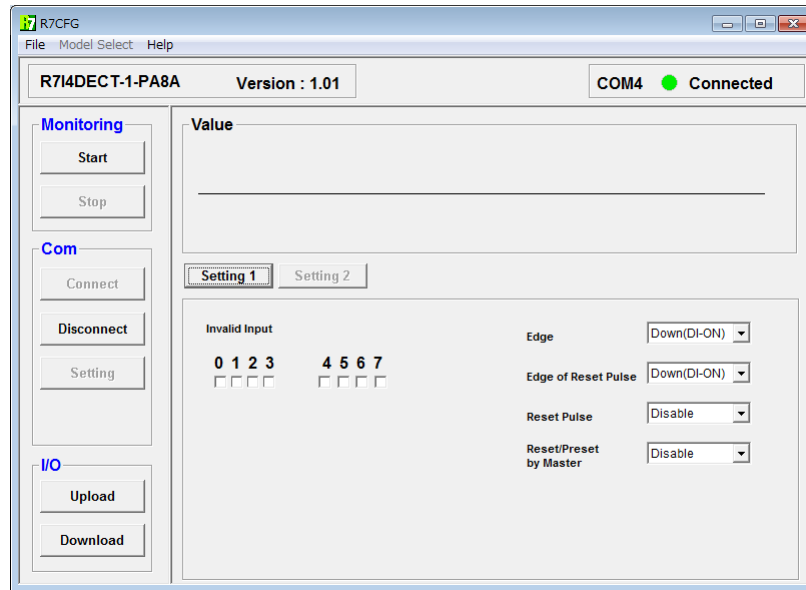 R7 R7CFG
File Model Select Help
R7I4DECT-1-PA8A Version : 1.01 COM4 Connected
Monitoring
Start
Stop
Com
Connect
Disconnect
Setting
I/O
Upload
Download
Value
Setting 1 Setting 2
Invalid Input
0 1 2 3 4 5 6 7
Edge Down(DI-ON)
Edge of Reset Pulse Down(DI-ON)
Reset Pulse Disable
Reset/Preset
by Master Disable